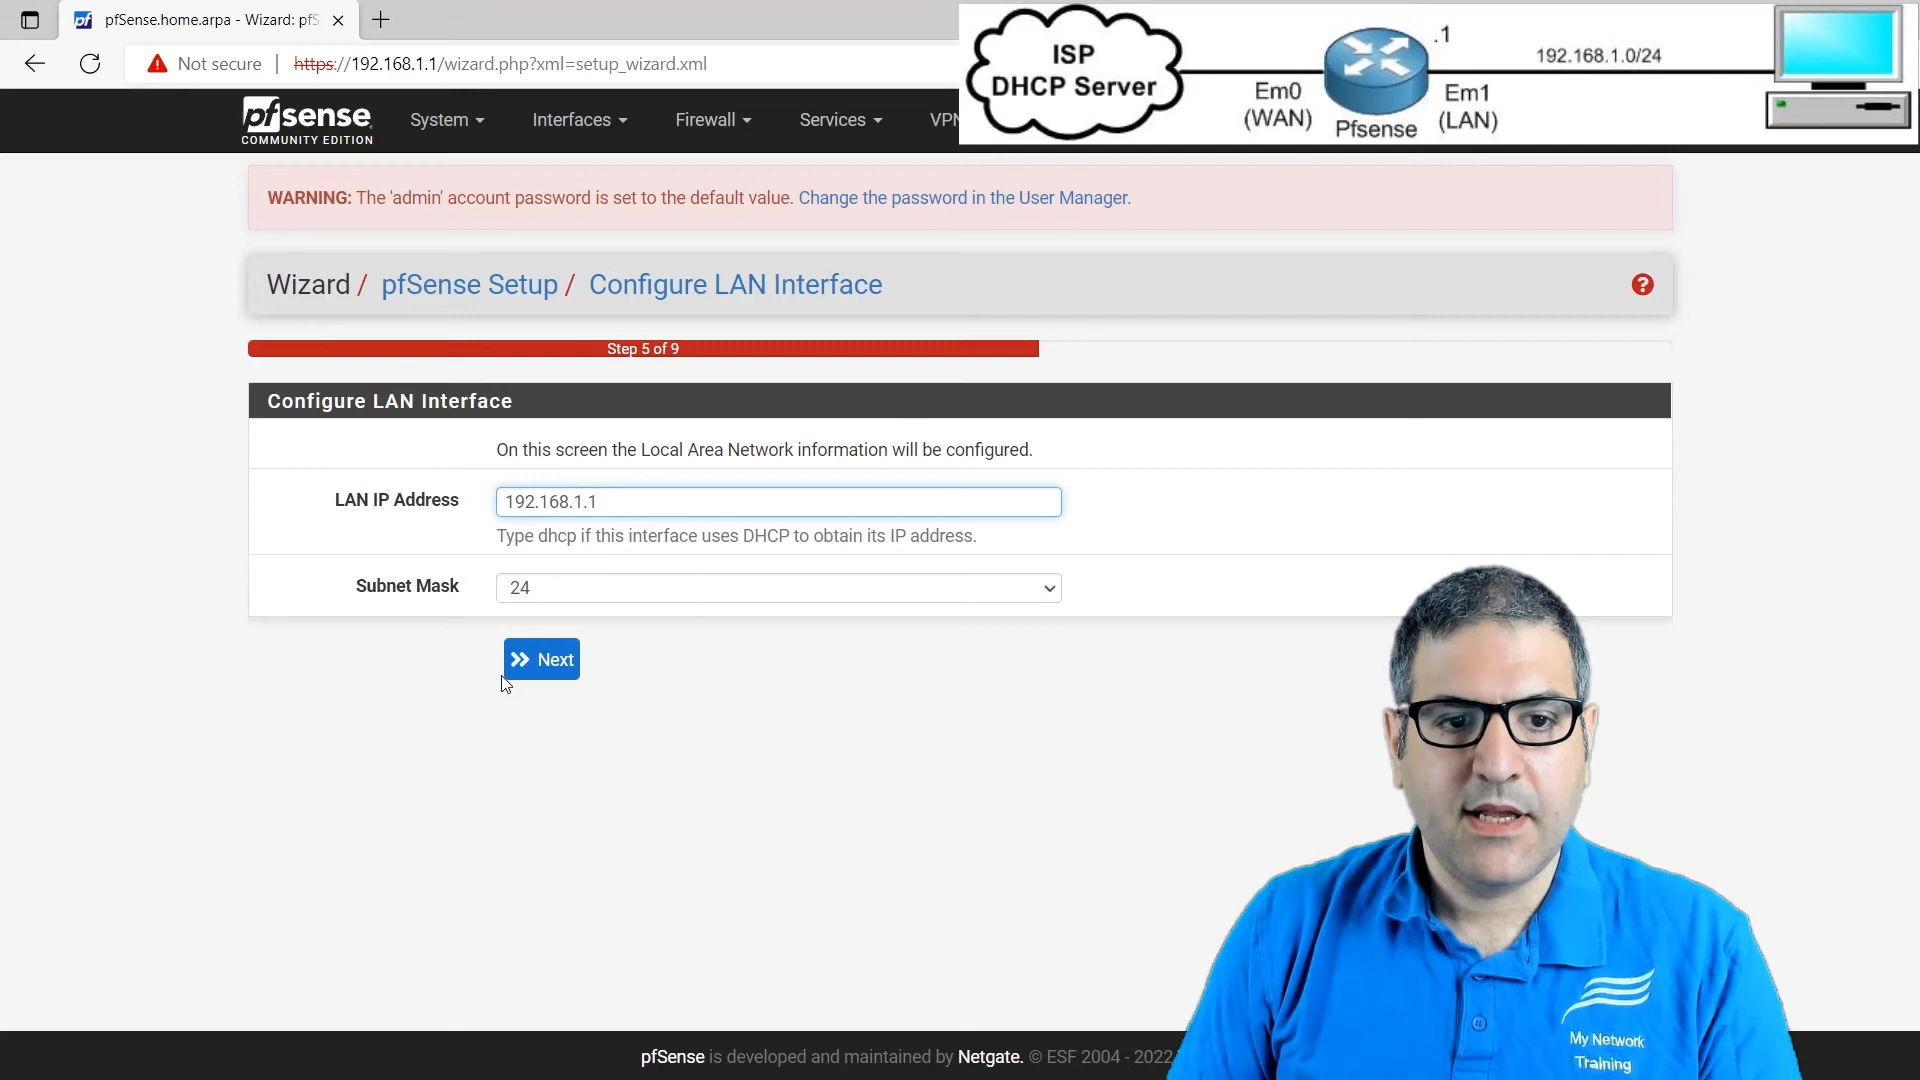 pfSense.home.arpa - Wizard: pfS
Not secure | https://192.168.1.1/wizard.php?xml=setup_wizard.xml
ISP
DHCP Server
Em0
(WAN)
Pfsense
.1
Em1
(LAN)
192.168.1.0/24
pfsense
COMMUNITY EDITION
System
Interfaces
Firewall
Services
VPN
WARNING: The 'admin' account password is set to the default value. Change the password in the User Manager.
Wizard / pfSense Setup / Configure LAN Interface
Step 5 of 9
Configure LAN Interface
On this screen the Local Area Network information will be configured.
LAN IP Address
192.168.1.1
Type dhcp if this interface uses DHCP to obtain its IP address.
Subnet Mask
24
Next
My Network
Training
pfSense is developed and maintained by Netgate. © ESF 2004 - 2022